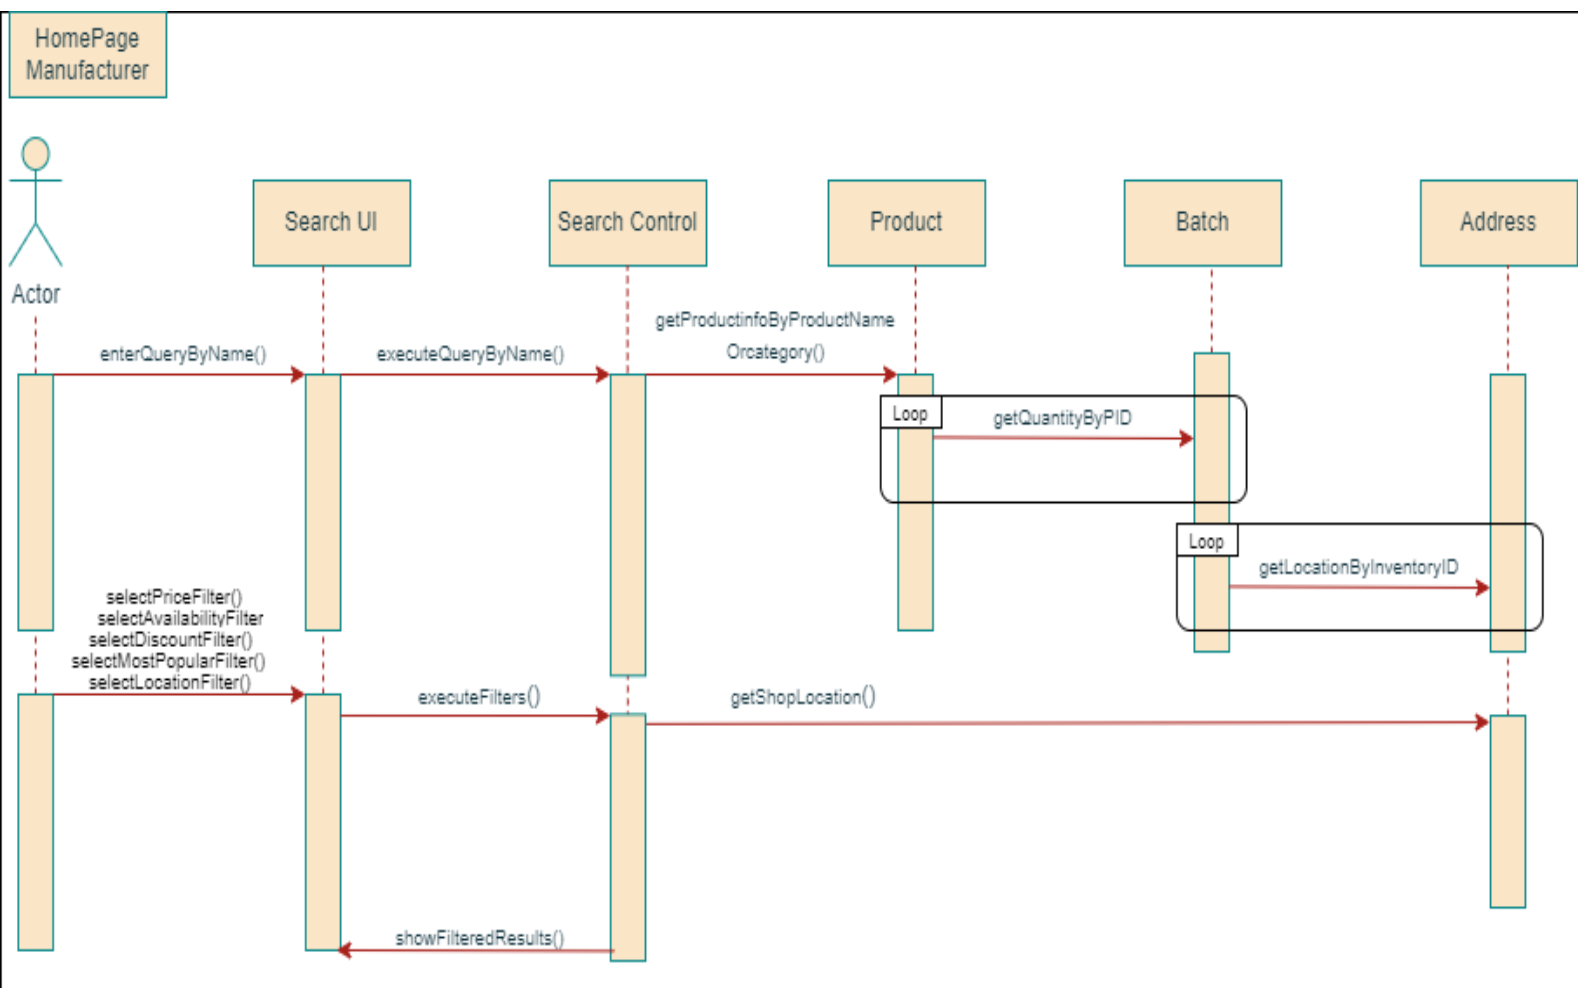 HomePage
Manufacturer
Actor
Search UI
Search Control
Product
Batch
Address
enterQueryByName()
executeQueryByName()
getProductinfoByProductName
Orcategory()
Loop
getQuantityByPID
Loop
getLocationByInventoryID
selectPriceFilter()
selectAvailabilityFilter
selectDiscountFilter()
selectMostPopularFilter()
selectLocationFilter()
executeFilters()
getShopLocation()
showFilteredResults()